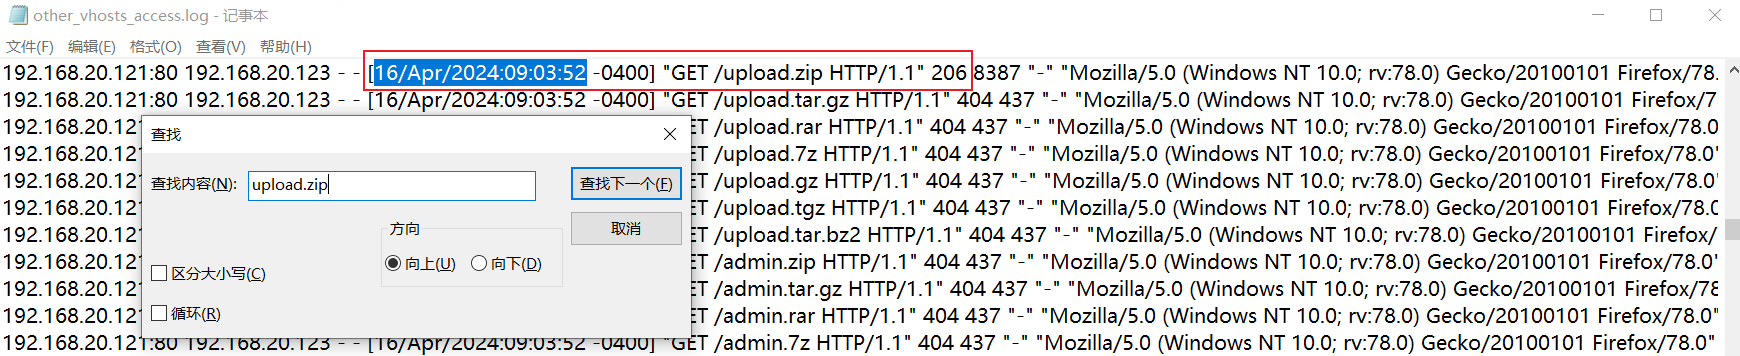 other_vhosts_access.log - 记事本
文件(F) 编辑(E) 格式(O) 查看(V) 帮助(H)
192.168.20.121:80 192.168.20.123 - - [16/Apr/2024:09:03:52 -0400] "GET /upload.zip HTTP/1.1" 206 8387 "-" "Mozilla/5.0 (Windows NT 10.0; rv:78.0) Gecko/20100101 Firefox/78.
192.168.20.121:80 192.168.20.123 - - [16/Apr/2024:09:03:52 -0400] "GET /upload.tar.gz HTTP/1.1" 404 437 "-" "Mozilla/5.0 (Windows NT 10.0; rv:78.0) Gecko/20100101 Firefox/7
192.168.20.121 ET /upload.rar HTTP/1.1" 404 437 "-" "Mozilla/5.0 (Windows NT 10.0; rv:78.0) Gecko/20100101 Firefox/78.0
192.168.20.121 ET /upload.7z HTTP/1.1" 404 437 "-" "Mozilla/5.0 (Windows NT 10.0; rv:78.0) Gecko/20100101 Firefox/78.0"
192.168.20.121 ET /upload.gz HTTP/1.1" 404 437 "-" "Mozilla/5.0 (Windows NT 10.0; rv:78.0) Gecko/20100101 Firefox/78.0"
192.168.20.121 ET /upload.tgz HTTP/1.1" 404 437 "-" "Mozilla/5.0 (Windows NT 10.0; rv:78.0) Gecko/20100101 Firefox/78.0
192.168.20.121 ET /upload.tar.bz2 HTTP/1.1" 404 437 "-" "Mozilla/5.0 (Windows NT 10.0; rv:78.0) Gecko/20100101 Firefox/
192.168.20.121 ET /admin.zip HTTP/1.1" 404 437 "-" "Mozilla/5.0 (Windows NT 10.0; rv:78.0) Gecko/20100101 Firefox/78.0"
192.168.20.121 ET /admin.tar.gz HTTP/1.1" 404 437 "-" "Mozilla/5.0 (Windows NT 10.0; rv:78.0) Gecko/20100101 Firefox/78
192.168.20.121 ET /admin.rar HTTP/1.1" 404 437 "-" "Mozilla/5.0 (Windows NT 10.0; rv:78.0) Gecko/20100101 Firefox/78.0"
192.168.20.121:80 192.168.20.123 - - [16/Apr/2024:09:03:52 -0400] "GET /admin.7z HTTP/1.1" 404 437 "-" "Mozilla/5.0 (Windows NT 10.0; rv:78.0) Gecko/20100101 Firefox/78.0"
查找
查找内容(N): upload.zip 查找下一个(F)
方向 取消
向上(U) 向下(D)
区分大小写(C)
循环(R)